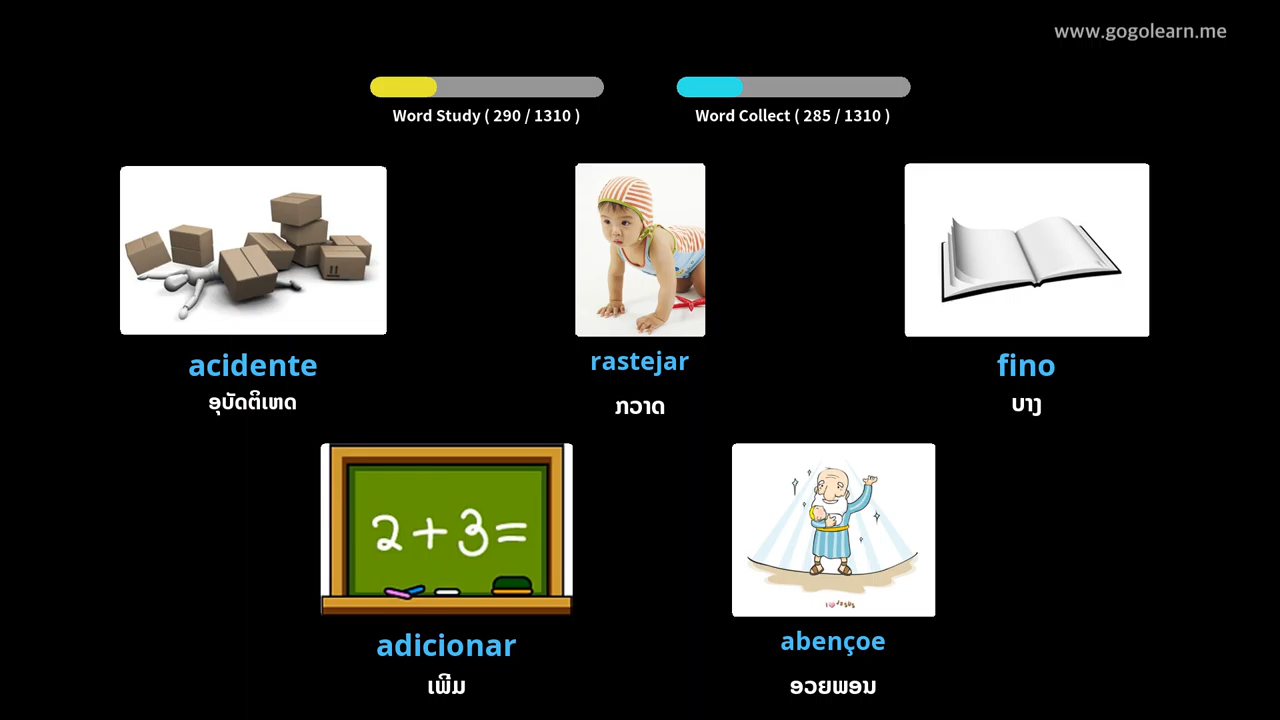 www.gogolearn.me
Word Study ( 290 / 1310 )
Word Collect ( 285 / 1310 )
acidente
ອຸບັດຕິເຫດ
rastejar
ກວາດ
fino
ບາງ
2+3=
adicionar
ເພີ່ມ
I JESUS
abençoe
ອວຍພອນ